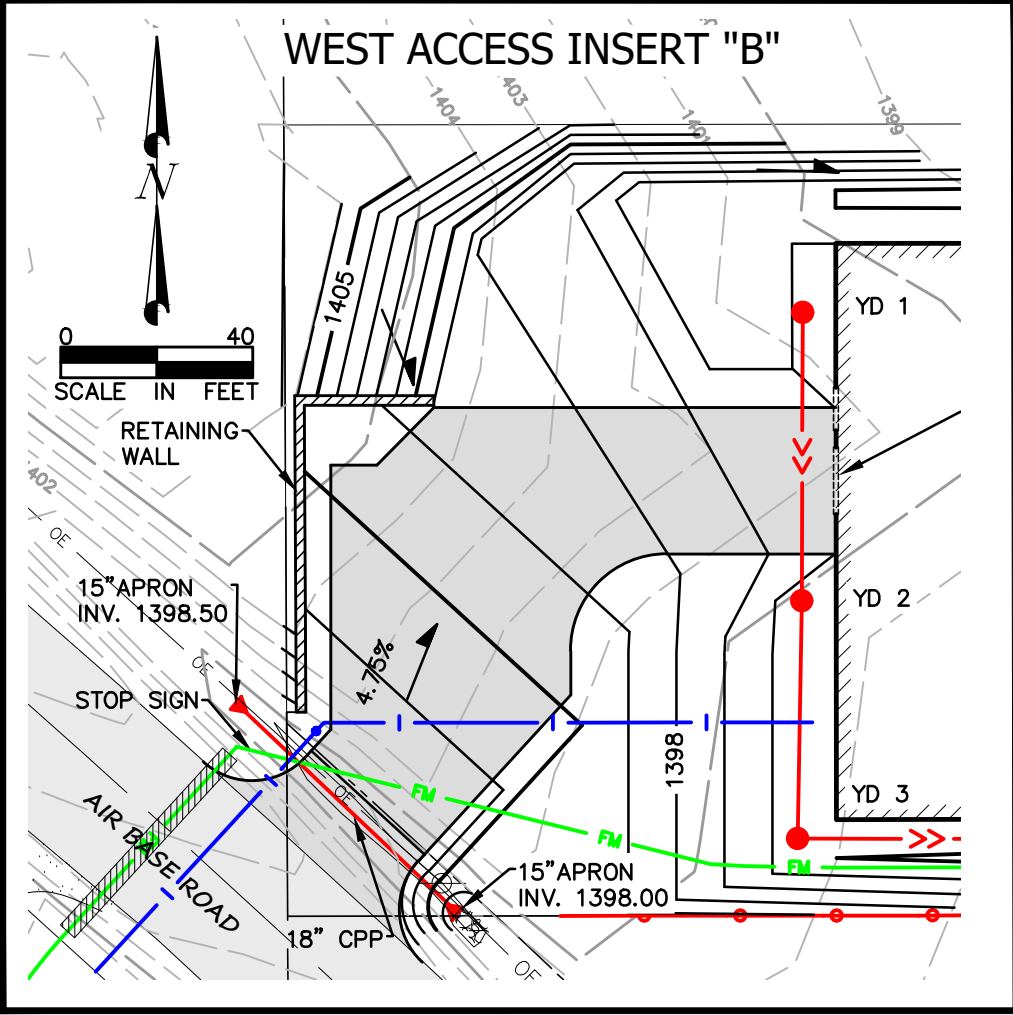 WEST ACCESS INSERT "B"
1404
403
1401
1399
N
1405
0 40
SCALE IN FEET
YD 1
RETAINING
WALL
402
OE
15"APRON
INV. 1398.50
YD 2
OE
4.75%
STOP SIGN
1398
FM
OE
YD 3
AIR BASE ROAD
FM
FM
15"APRON
INV. 1398.00
18" CPP
OE